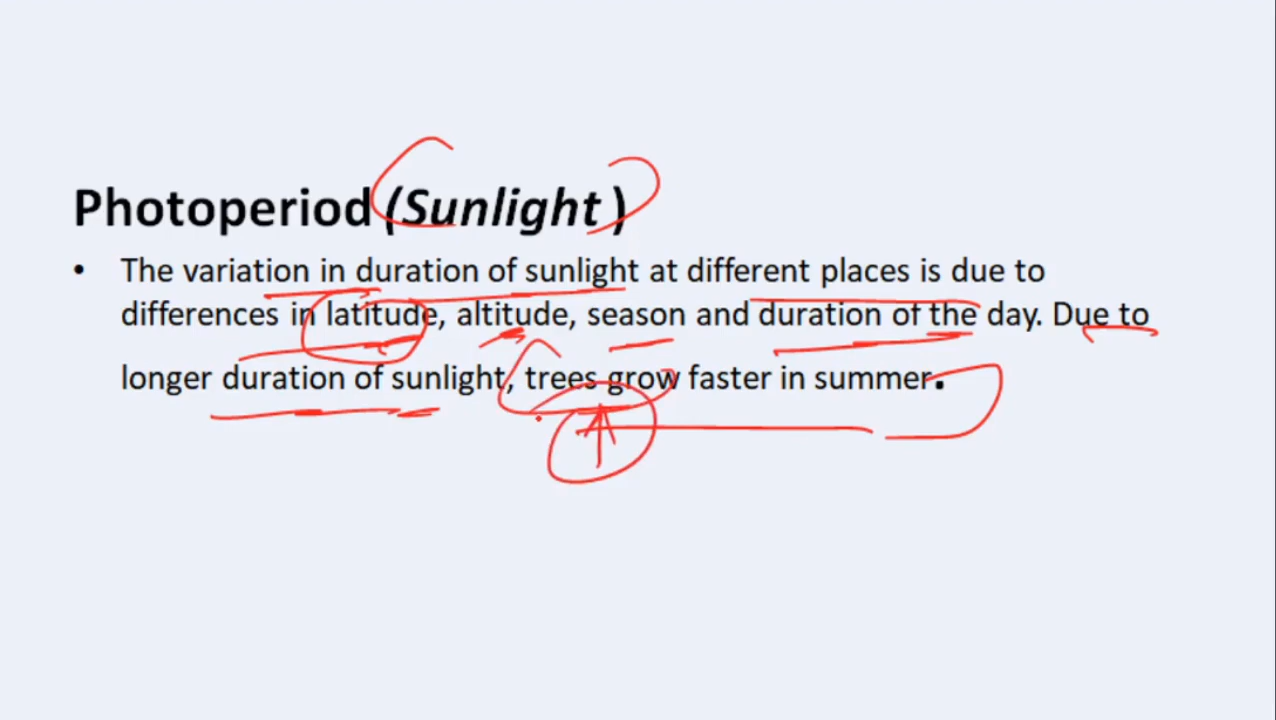 Photoperiod (Sunlight )
• The variation in duration of sunlight at different places is due to
differences in latitude, altitude, season and duration of the day. Due to
longer duration of sunlight, trees grow faster in summer.